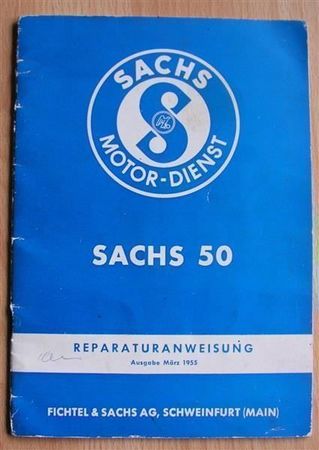 SACHS
MOTOR-DIENST
SACHS 50
REPARATURANWEISUNG
Ausgabe März 1955
FICHTEL & SACHS AG, SCHWEINFURT (MAIN)